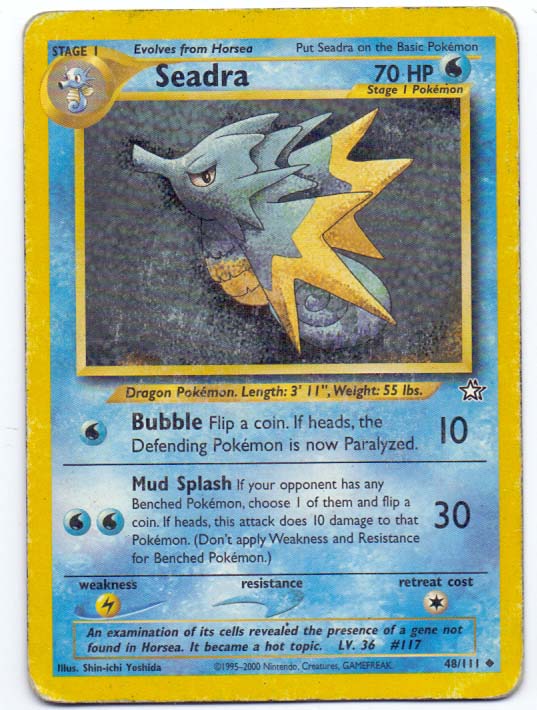 STAGE 1 Evolves from Horsea Put Seadra on the Basic Pokémon
Seadra 70 HP
Stage 1 Pokémon
Dragon Pokémon. Length: 3' 11", Weight: 55 lbs.
Bubble Flip a coin. If heads, the
Defending Pokémon is now Paralyzed. 10
Mud Splash If your opponent has any
Benched Pokémon, choose 1 of them and flip a
coin. If heads, this attack does 10 damage to that
Pokémon. (Don't apply Weakness and Resistance
for Benched Pokémon.) 30
weakness resistance retreat cost
An examination of its cells revealed the presence of a gene not
found in Horsea. It became a hot topic. LV. 36 #117
Illus. Shin-ichi Yoshida ©1995-2000 Nintendo, Creatures, GAMEFREAK. 48/111